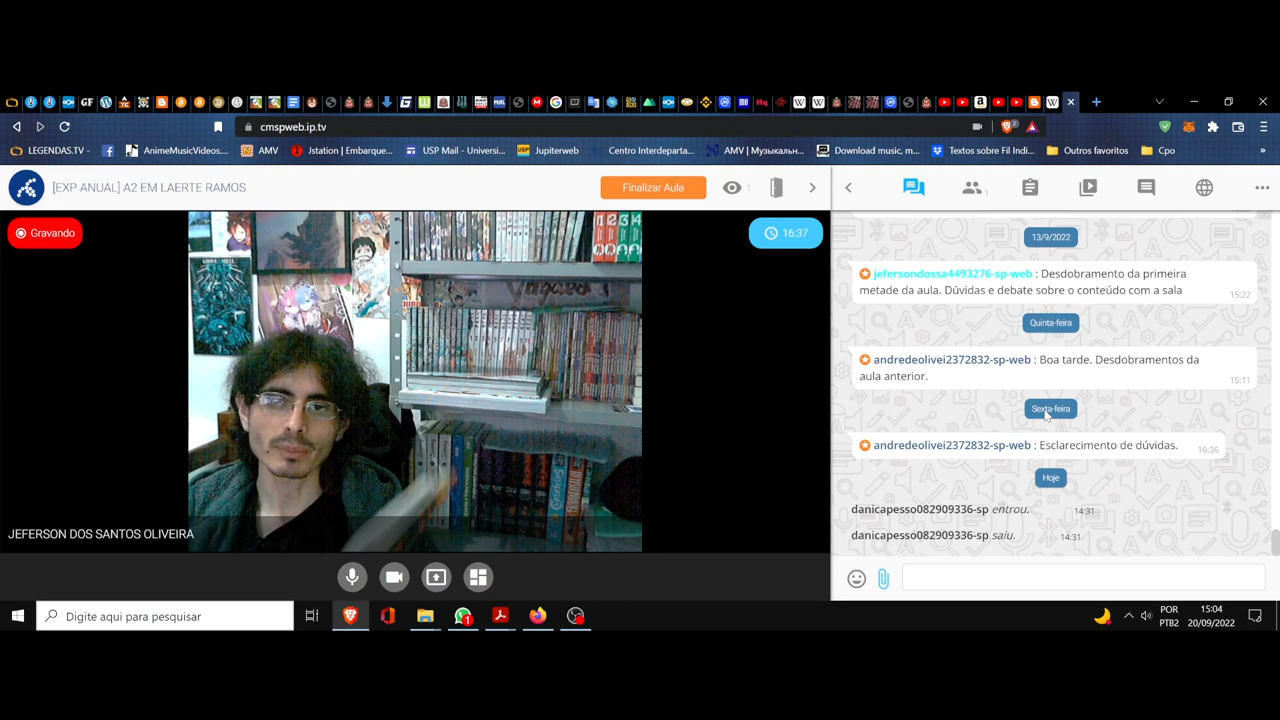 cmspweb.ip.tv
2
LEGENDAS.TV - AnimeMusicVideos... AMV Jstation | Embarque... USP Mail - Universi... Jupiterweb Centro Interdeparta... AMV | Музыкальн... Download music, m... Textos sobre Fil Indi... Outros favoritos Cpo »
[EXP ANUAL] A2 EM LAERTE RAMOS
Finalizar Aula
1
1
Gravando
16:37
JEFERSON DOS SANTOS OLIVEIRA
13/9/2022
jefersondossa4493276-sp-web : Desdobramento da primeira
metade da aula. Dúvidas e debate sobre o conteúdo com a sala
15:22
Quinta-feira
andredeolivei2372832-sp-web : Boa tarde. Desdobramentos da
aula anterior.
15:11
Sexta-feira
andredeolivei2372832-sp-web : Esclarecimento de dúvidas.
16:36
Hoje
danicapesso082909336-sp entrou. 14:31
danicapesso082909336-sp saiu. 14:31
Digite aqui para pesquisar
1
POR
PTB2
15:04
20/09/2022